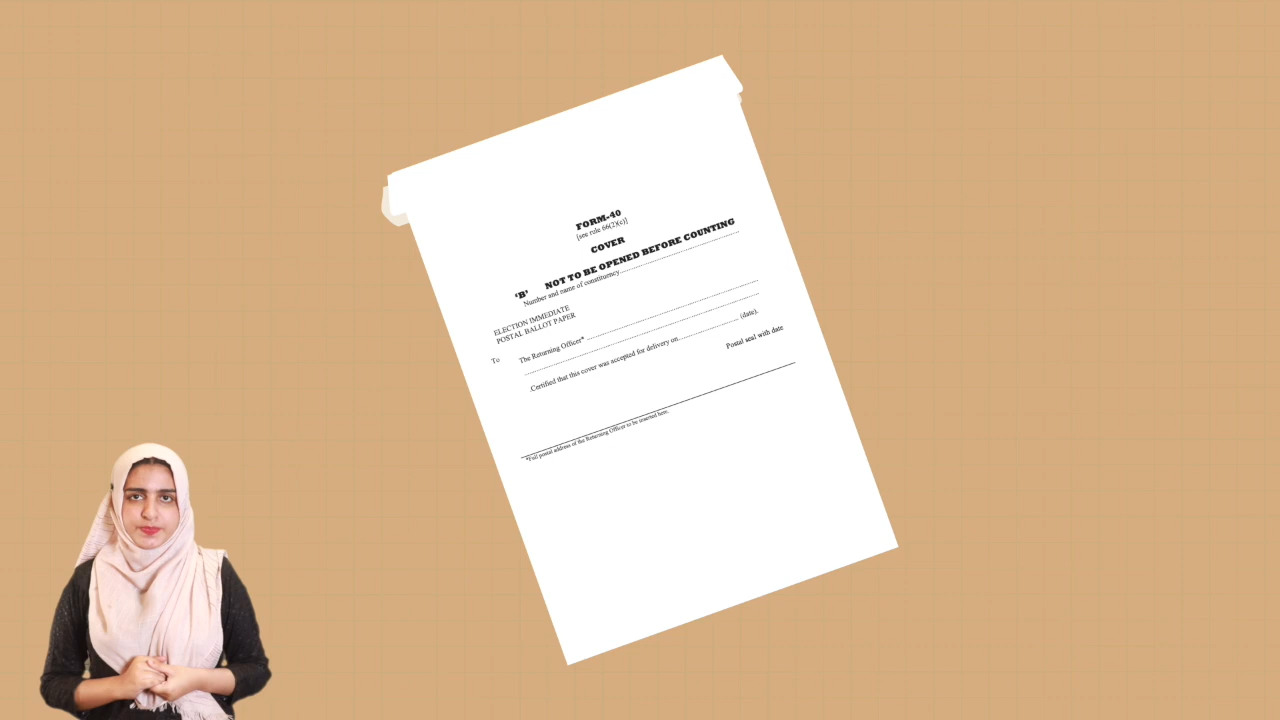 FORM-40
[see rule 66(2)(c)]
COVER
‘B’ NOT TO BE OPENED BEFORE COUNTING
Number and name of constituency........................................
ELECTION IMMEDIATE
POSTAL BALLOT PAPER
To The Returning Officer* ............................................................
................................................................................
Certified that this cover was accepted for delivery on..................... (date).
Postal seal with date
*Full postal address of the Returning Officer to be inserted here.